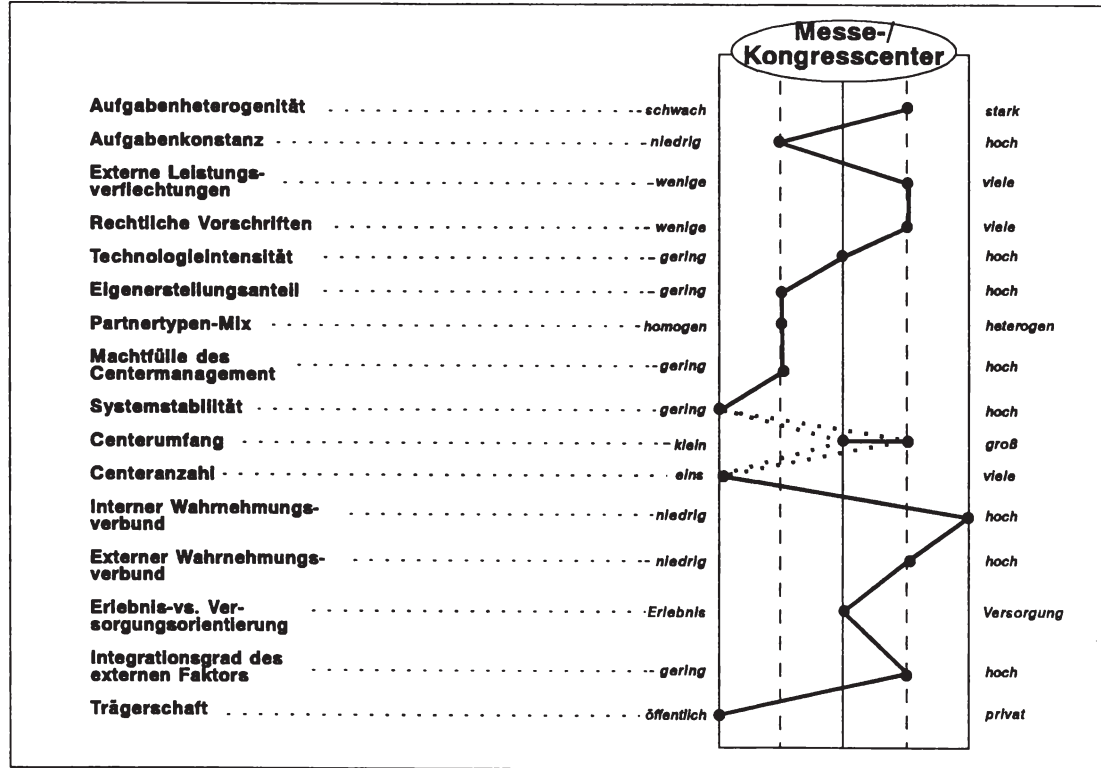 Messe-/
Kongresscenter
Aufgabenheterogenität schwach stark
Aufgabenkonstanz niedrig hoch
Externe Leistungs-
verflechtungen wenige viele
Rechtliche Vorschriften wenige viele
Technologieintensität gering hoch
Eigenerstellungsanteil gering hoch
Partnertypen-Mix homogen heterogen
Machtfülle des
Centermanagement gering hoch
Systemstabilität gering hoch
Centerumfang klein groß
Centeranzahl eins viele
Interner Wahrnehmungs-
verbund niedrig hoch
Externer Wahrnehmungs-
verbund niedrig hoch
Erlebnis-vs. Ver-
sorgungsorientierung Erlebnis Versorgung
Integrationsgrad des
externen Faktors gering hoch
Trägerschaft öffentlich privat